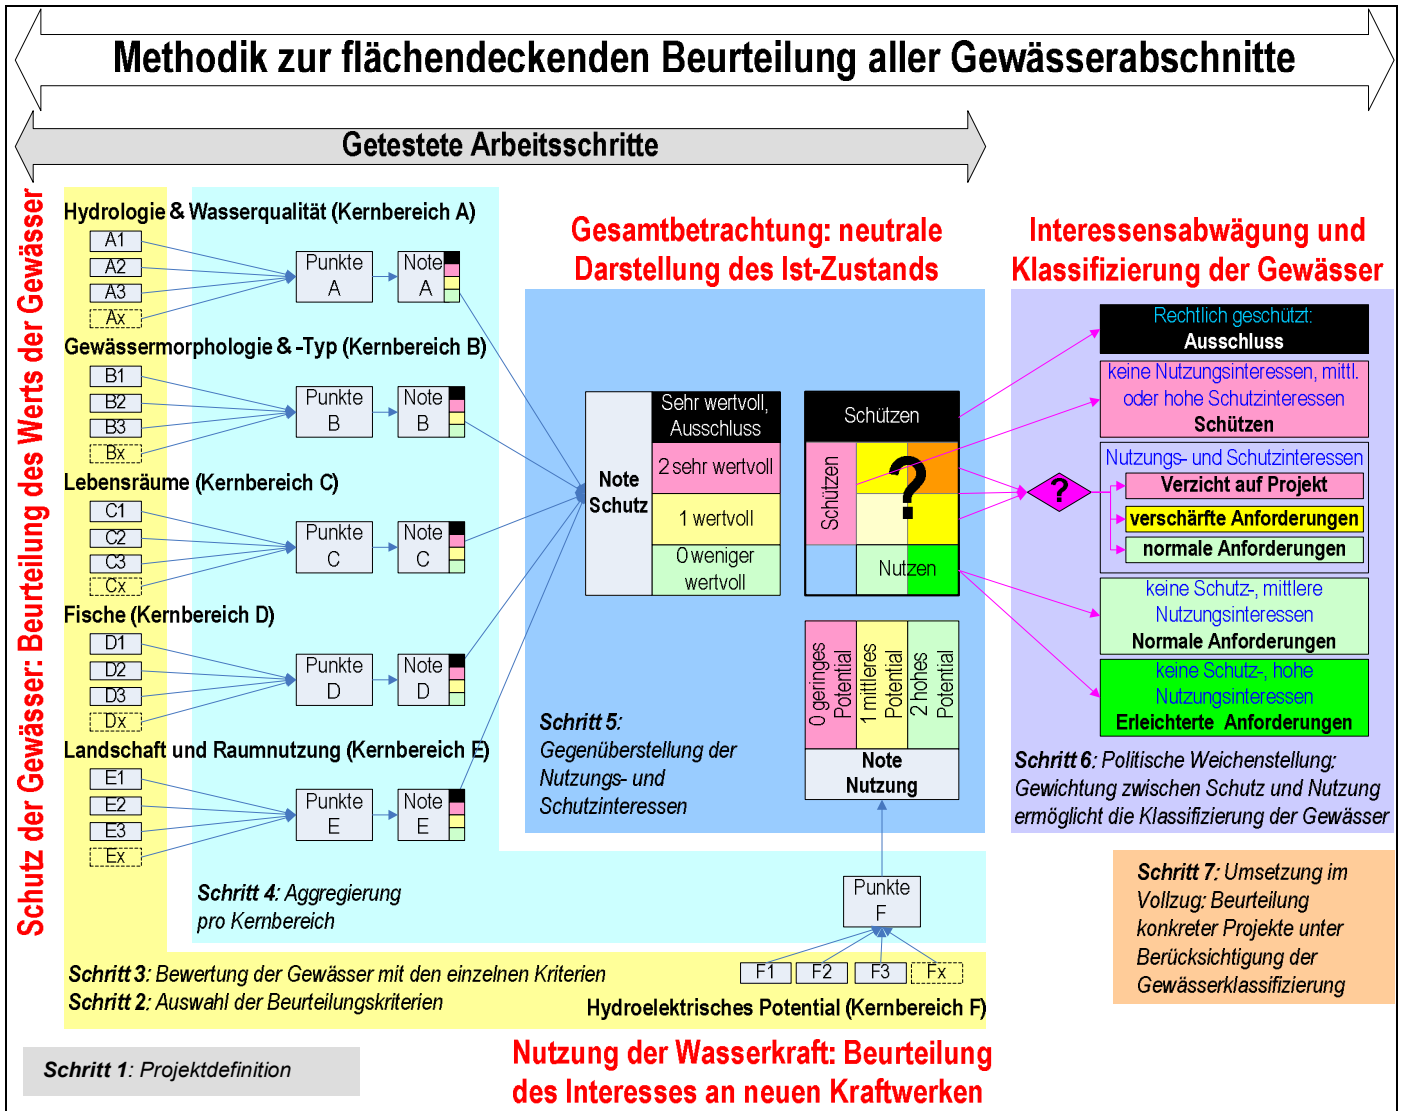 Methodik zur flächendeckenden Beurteilung aller Gewässerabschnitte
Getestete Arbeitsschritte
Schutz der Gewässer: Beurteilung des Werts der Gewässer
Hydrologie & Wasserqualität (Kernbereich A)
A1
A2
A3
Ax
Punkte
A
Note
A
Gewässermorphologie & -Typ (Kernbereich B)
B1
B2
B3
Bx
Punkte
B
Note
B
Lebensräume (Kernbereich C)
C1
C2
C3
Cx
Punkte
C
Note
C
Fische (Kernbereich D)
D1
D2
D3
Dx
Punkte
D
Note
D
Landschaft und Raumnutzung (Kernbereich E)
E1
E2
E3
Ex
Punkte
E
Note
E
Schritt 4: Aggregierung
pro Kernbereich
Schritt 3: Bewertung der Gewässer mit den einzelnen Kriterien
Schritt 2: Auswahl der Beurteilungskriterien
Schritt 1: Projektdefinition
Gesamtbetrachtung: neutrale
Darstellung des Ist-Zustands
Note
Schutz
Sehr wertvoll,
Ausschluss
2 sehr wertvoll
1 wertvoll
0 weniger
wertvoll
Schützen
Schützen
?
Nutzen
0 geringes
Potential
1 mittleres
Potential
2 hohes
Potential
Note
Nutzung
Schritt 5:
Gegenüberstellung der
Nutzungs- und
Schutzinteressen
Punkte
F
F1
F2
F3
Fx
Hydroelektrisches Potential (Kernbereich F)
Nutzung der Wasserkraft: Beurteilung
des Interesses an neuen Kraftwerken
Interessensabwägung und
Klassifizierung der Gewässer
Rechtlich geschützt:
Ausschluss
keine Nutzungsinteressen, mittl.
oder hohe Schutzinteressen
Schützen
?
Nutzungs- und Schutzinteressen
Verzicht auf Projekt
verschärfte Anforderungen
normale Anforderungen
keine Schutz-, mittlere
Nutzungsinteressen
Normale Anforderungen
keine Schutz-, hohe
Nutzungsinteressen
Erleichterte Anforderungen
Schritt 6: Politische Weichenstellung:
Gewichtung zwischen Schutz und Nutzung
ermöglicht die Klassifizierung der Gewässer
Schritt 7: Umsetzung im
Vollzug: Beurteilung
konkreter Projekte unter
Berücksichtigung der
Gewässerklassifizierung